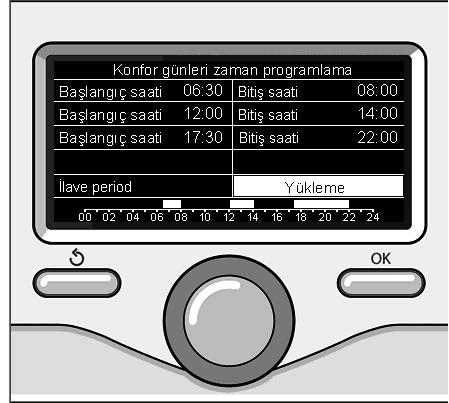 Konfor günleri zaman programlama
Başlangıç saati 06:30 Bitiş saati 08:00
Başlangıç saati 12:00 Bitiş saati 14:00
Başlangıç saati 17:30 Bitiş saati 22:00
İlave period Yükleme
00 02 04 06 08 10 12 14 16 18 20 22 24
OK